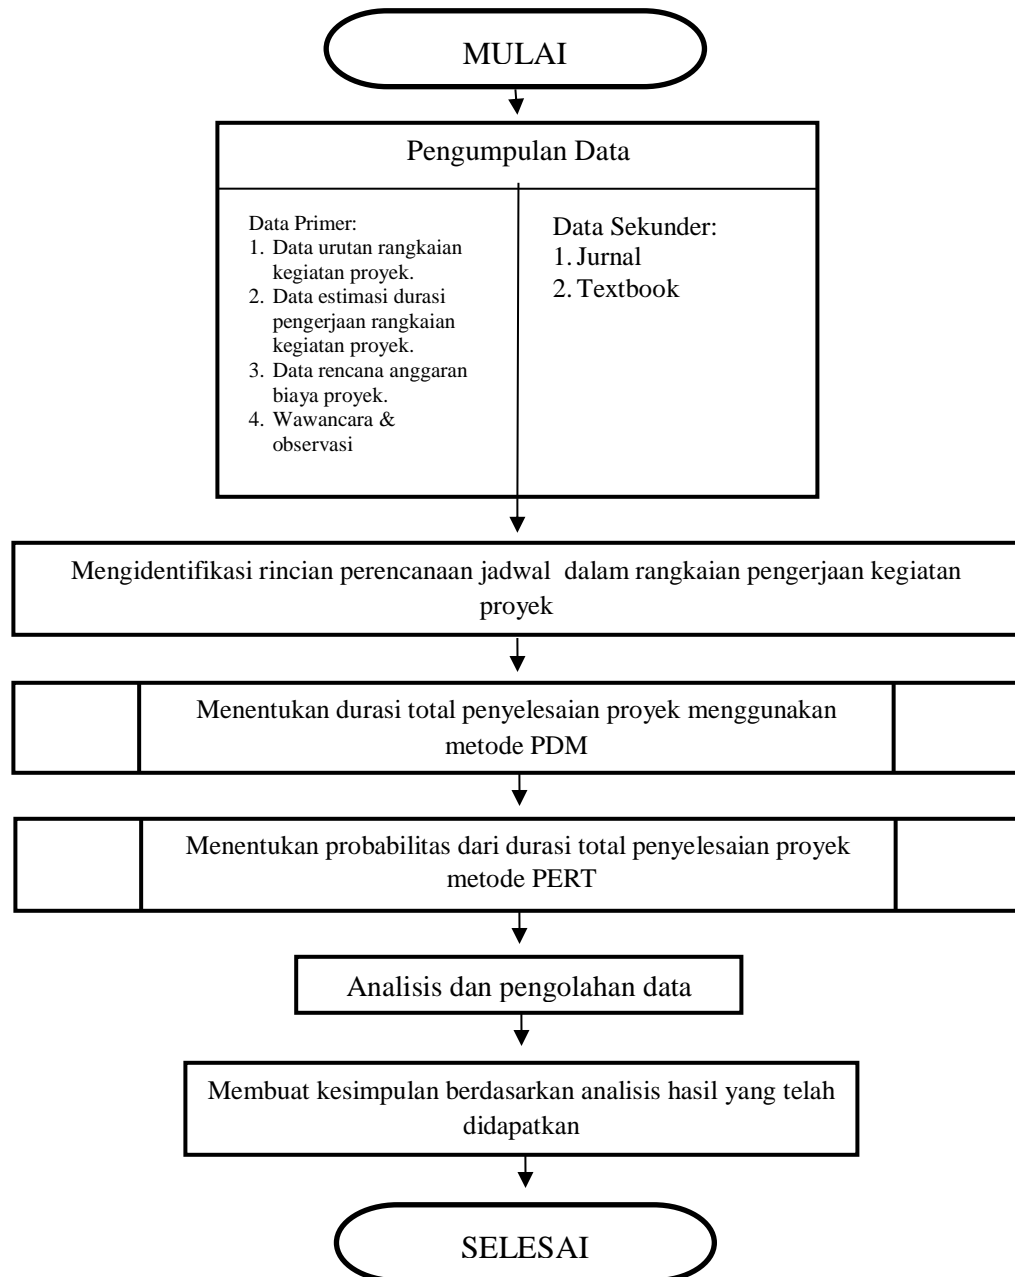 MULAI
Pengumpulan Data
Data Primer:
1. Data urutan rangkaian
kegiatan proyek.
2. Data estimasi durasi
pengerjaan rangkaian
kegiatan proyek.
3. Data rencana anggaran
biaya proyek.
4. Wawancara &
observasi
Data Sekunder:
1. Jurnal
2. Textbook
Mengidentifikasi rincian perencanaan jadwal dalam rangkaian pengerjaan kegiatan
proyek
Menentukan durasi total penyelesaian proyek menggunakan
metode PDM
Menentukan probabilitas dari durasi total penyelesaian proyek
metode PERT
Analisis dan pengolahan data
Membuat kesimpulan berdasarkan analisis hasil yang telah
didapatkan
SELESAI